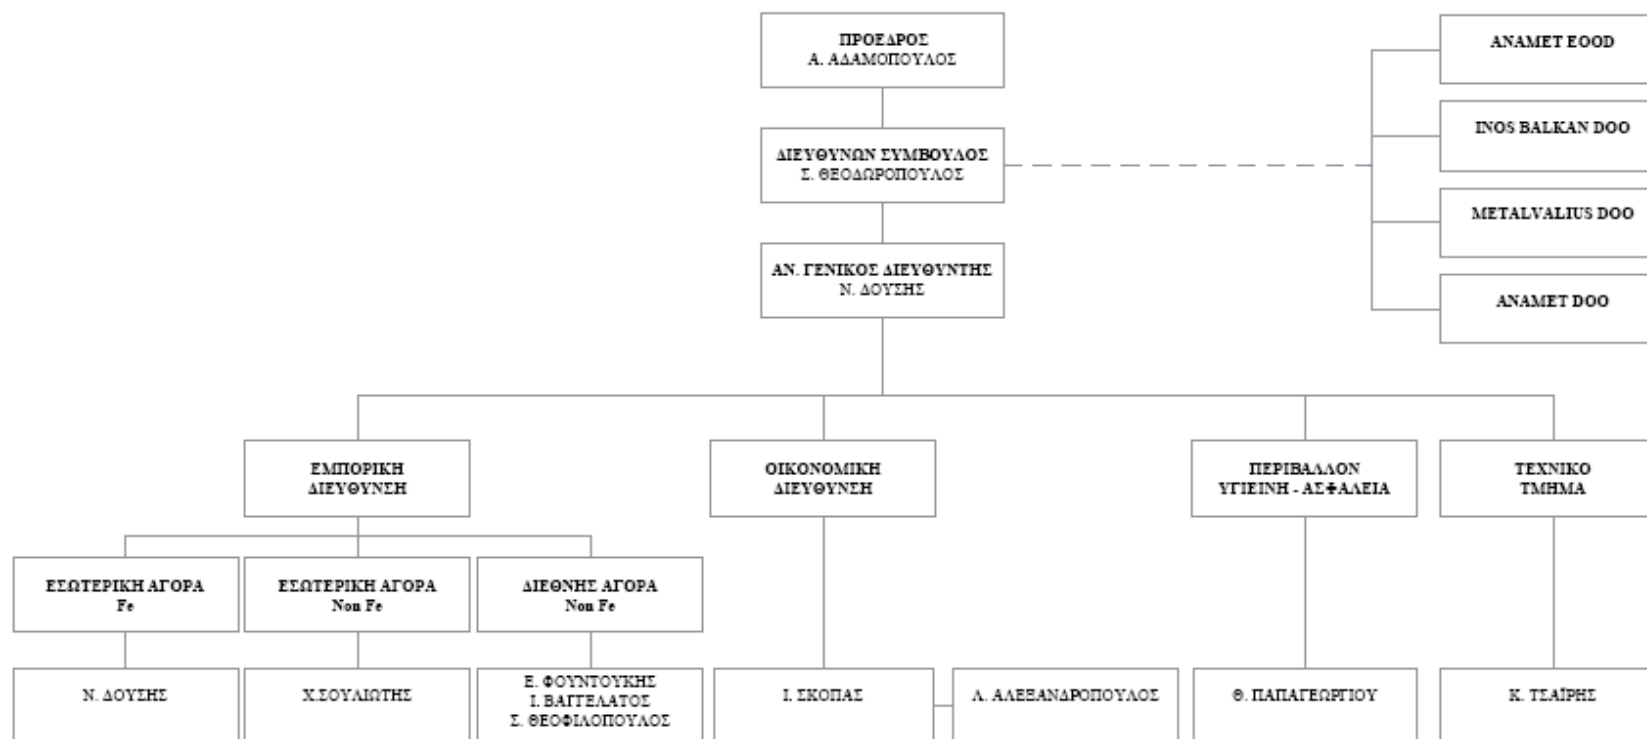 ΠΡΟΕΔΡΟΣ
Α. ΑΔΑΜΟΠΟΥΛΟΣ
ΔΙΕΥΘΥΝΩΝ ΣΥΜΒΟΥΛΟΣ
Σ. ΘΕΟΔΩΡΟΠΟΥΛΟΣ
ΑΝ. ΓΕΝΙΚΟΣ ΔΙΕΥΘΥΝΤΗΣ
Ν. ΔΟΥΣΗΣ
ANAMET EOOD
INOS BALKAN DOO
METALVALIUS DOO
ANAMET DOO
ΕΜΠΟΡΙΚΗ
ΔΙΕΥΘΥΝΣΗ
ΟΙΚΟΝΟΜΙΚΗ
ΔΙΕΥΘΥΝΣΗ
ΠΕΡΙΒΑΛΛΟΝ
ΥΓΙΕΙΝΗ - ΑΣΦΑΛΕΙΑ
ΤΕΧΝΙΚΟ
ΤΜΗΜΑ
ΕΣΩΤΕΡΙΚΗ ΑΓΟΡΑ
Fe
ΕΣΩΤΕΡΙΚΗ ΑΓΟΡΑ
Non Fe
ΔΙΕΘΝΗΣ ΑΓΟΡΑ
Non Fe
Ν. ΔΟΥΣΗΣ
Χ.ΣΟΥΛΙΩΤΗΣ
Ε. ΦΟΥΝΤΟΥΚΗΣ
Ι. ΒΑΓΓΕΛΑΤΟΣ
Σ. ΘΕΟΦΙΛΟΠΟΥΛΟΣ
Ι. ΣΚΟΠΑΣ
Λ. ΑΛΕΞΑΝΔΡΟΠΟΥΛΟΣ
Θ. ΠΑΠΑΓΕΩΡΓΙΟΥ
Κ. ΤΣΑΪΡΗΣ